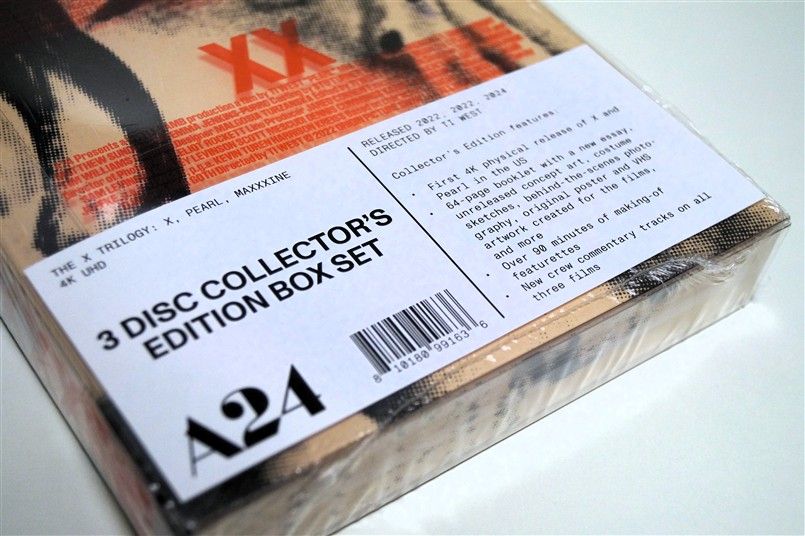 XX
THE X TRILOGY: X, PEARL, MAXXXINE
4K UHD
3 DISC COLLECTOR'S
EDITION BOX SET
A24
8 10180 99163 6
RELEASED 2022, 2022, 2024
DIRECTED BY TI WEST
Collector's Edition features:
• First 4K physical release of X and
Pearl in the US
• 64-page booklet with a new essay,
unreleased concept art, costume
sketches, behind-the-scenes photo-
graphy, original poster and VHS
artwork created for the films,
and more
• Over 90 minutes of making-of
featurettes
• New crew commentary tracks on all
three films